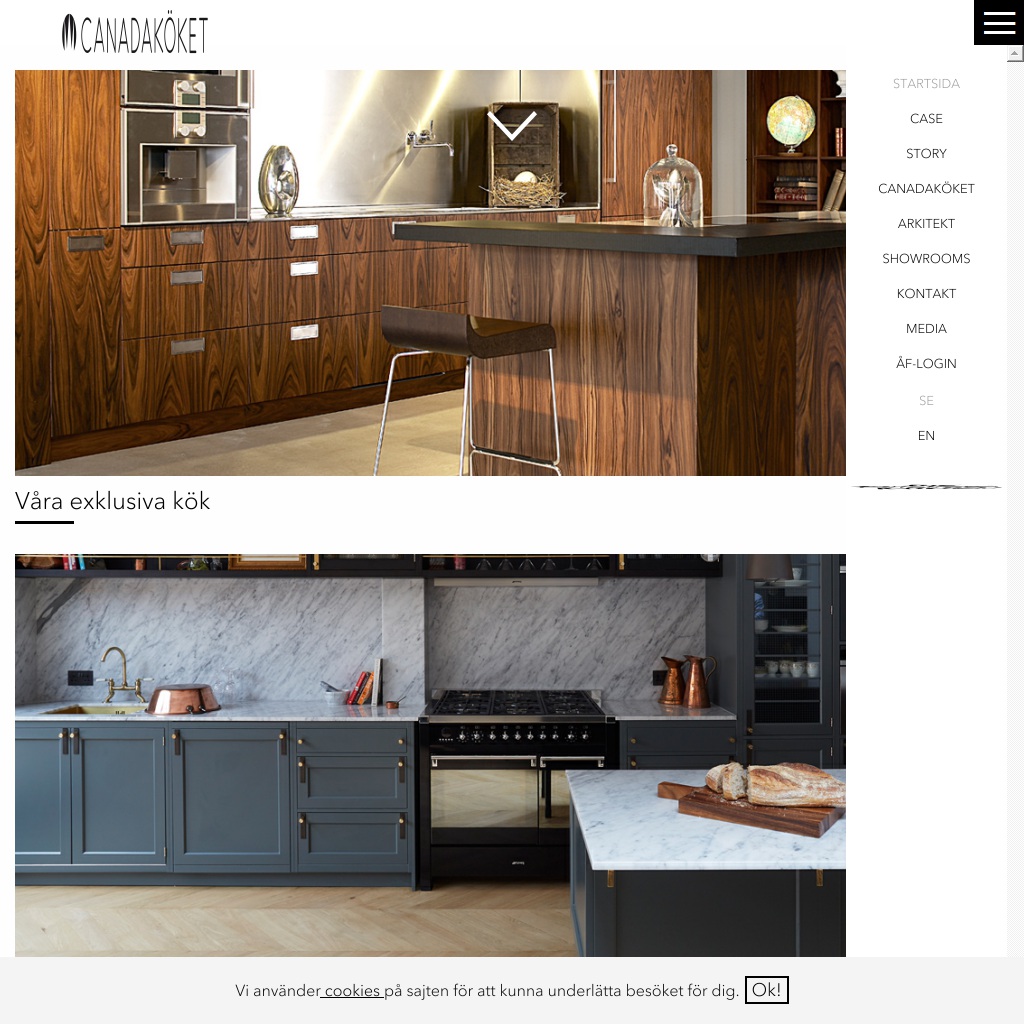 CANADAKÖKET
STARTSIDA
CASE
STORY
CANADAKÖKET
ARKITEKT
SHOWROOMS
KONTAKT
MEDIA
ÅF-LOGIN
SE
EN
Våra exklusiva kök
Vi använder cookies på sajten för att kunna underlätta besöket för dig. Ok!